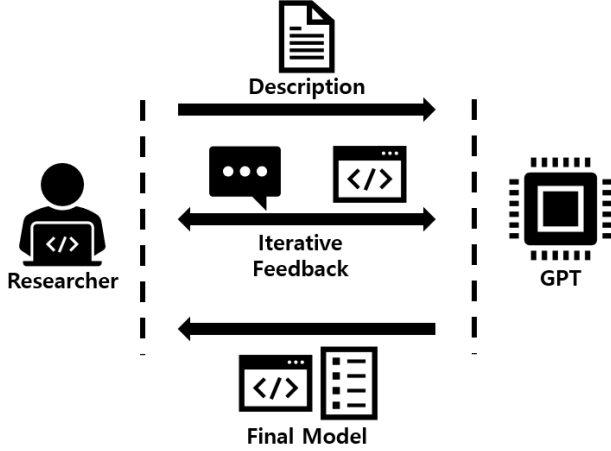 Description
</>
Iterative
Feedback
</>
Researcher
GPT
</>
Final Model